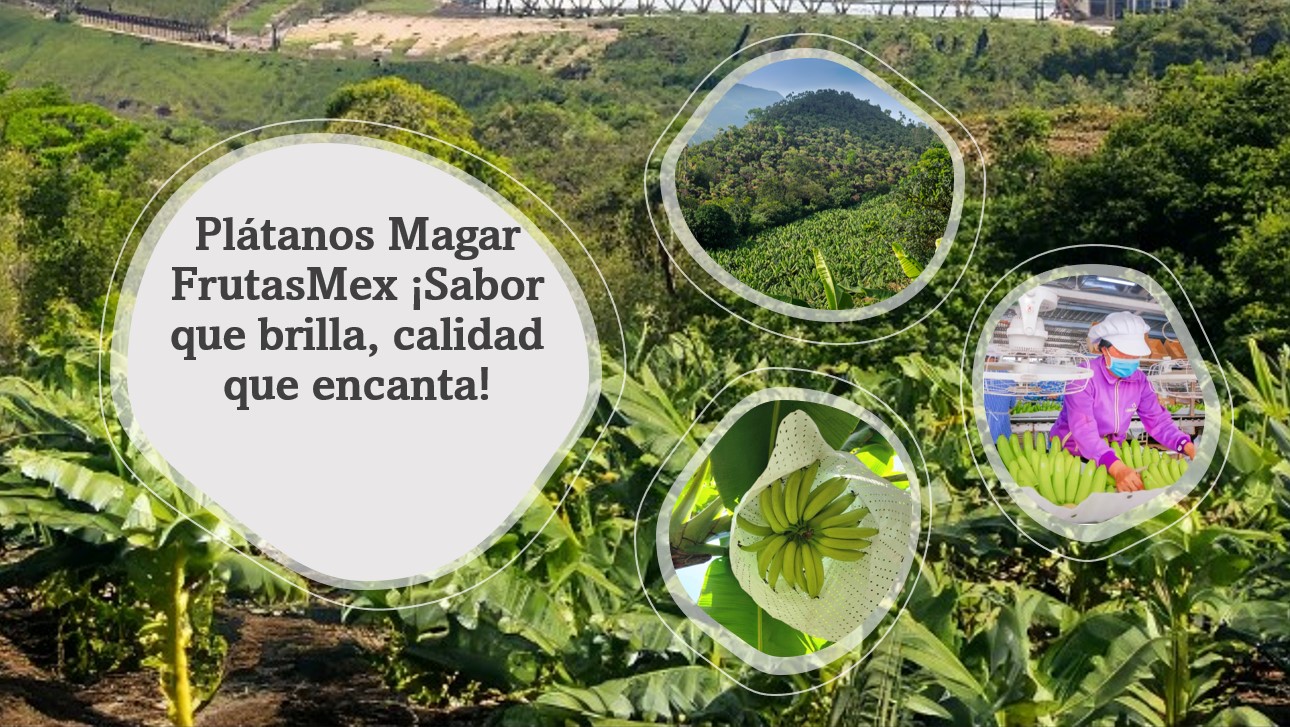 Plátanos Magar
FrutasMex ¡Sabor
que brilla, calidad
que encanta!